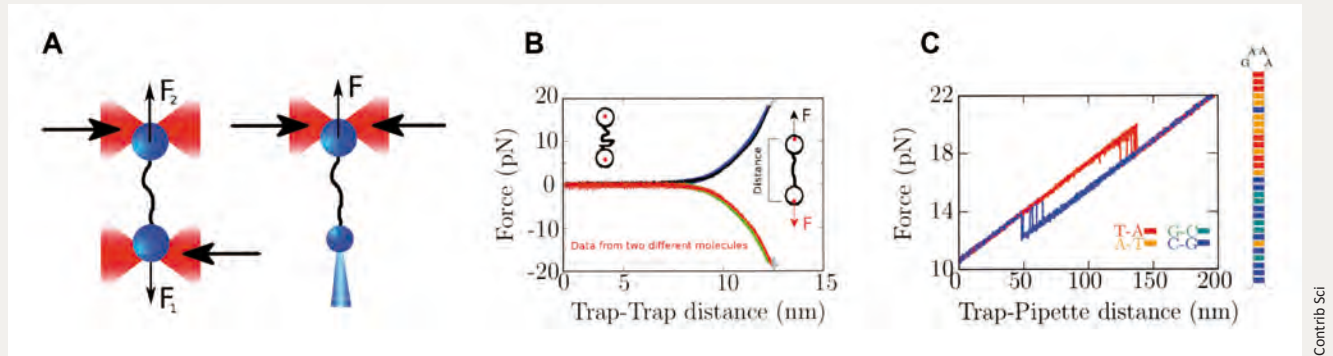 A
F2
F1
F
B
Force (pN)
20
10
0
-10
-20
0
5
10
15
Trap-Trap distance (nm)
Distance
F
F
Data from two different molecules
C
Force (pN)
22
18
14
10
0
50
100
150
200
Trap-Pipette distance (nm)
T-A
G-C
A-T
C-G
G A A A
Contrib Sci